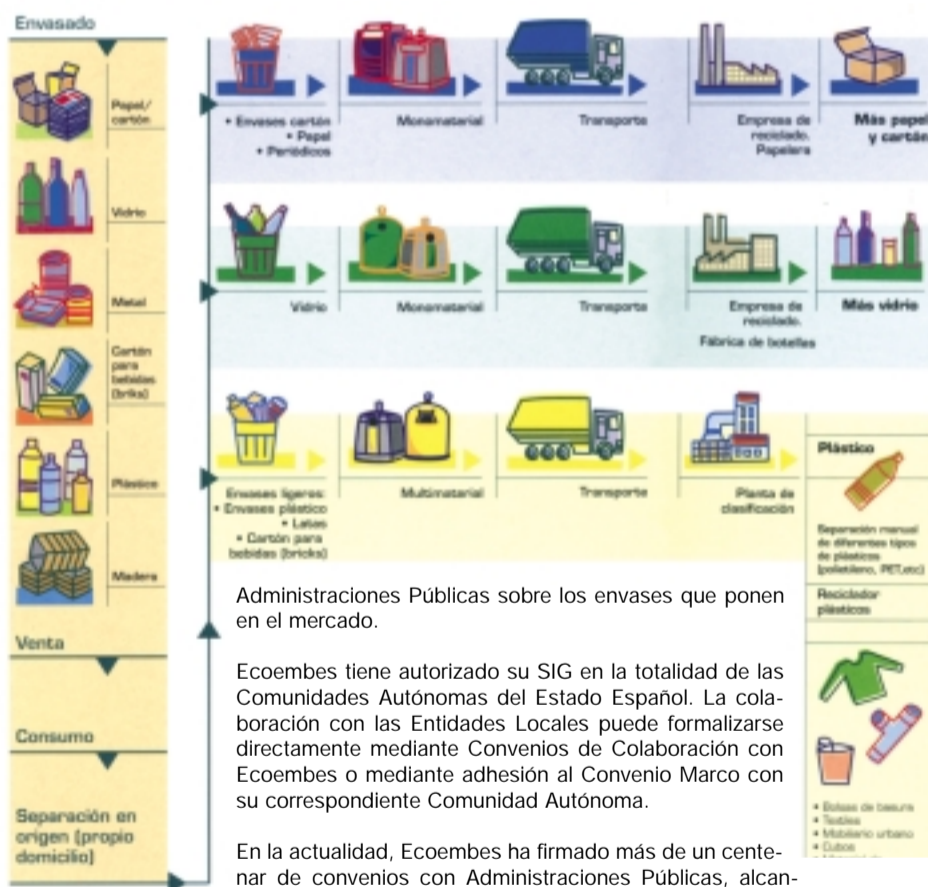 Envasado
Papel/
cartón
Vidrio
Metal
Cartón
para
bebidas
(briks)
Plástico
Madera
Venta
Consumo
Separación en
origen (propio
domicilio)
• Envases cartón
• Papel
• Periódicos
Monomaterial
Transporte
Empresa de
reciclado.
Papelera
Más papel
y cartón
Vidrio
Monomaterial
Transporte
Empresa de
reciclado.
Fábrica de botellas
Más vidrio
Envases ligeros:
• Envases plástico
• Latas
• Cartón para
bebidas (bricks)
Multimaterial
Transporte
Planta de
clasificación
Plástico
Separación manual
de diferentes tipos
de plásticos
(polietileno, PET,etc)
Reciclador
plásticos
• Bolsas de basura
• Textiles
• Mobiliario urbano
• Cubos
Administraciones Públicas sobre los envases que ponen
en el mercado.
Ecoembes tiene autorizado su SIG en la totalidad de las
Comunidades Autónomas del Estado Español. La cola-
boración con las Entidades Locales puede formalizarse
directamente mediante Convenios de Colaboración con
Ecoembes o mediante adhesión al Convenio Marco con
su correspondiente Comunidad Autónoma.
En la actualidad, Ecoembes ha firmado más de un cente-
nar de convenios con Administraciones Públicas, alcan-